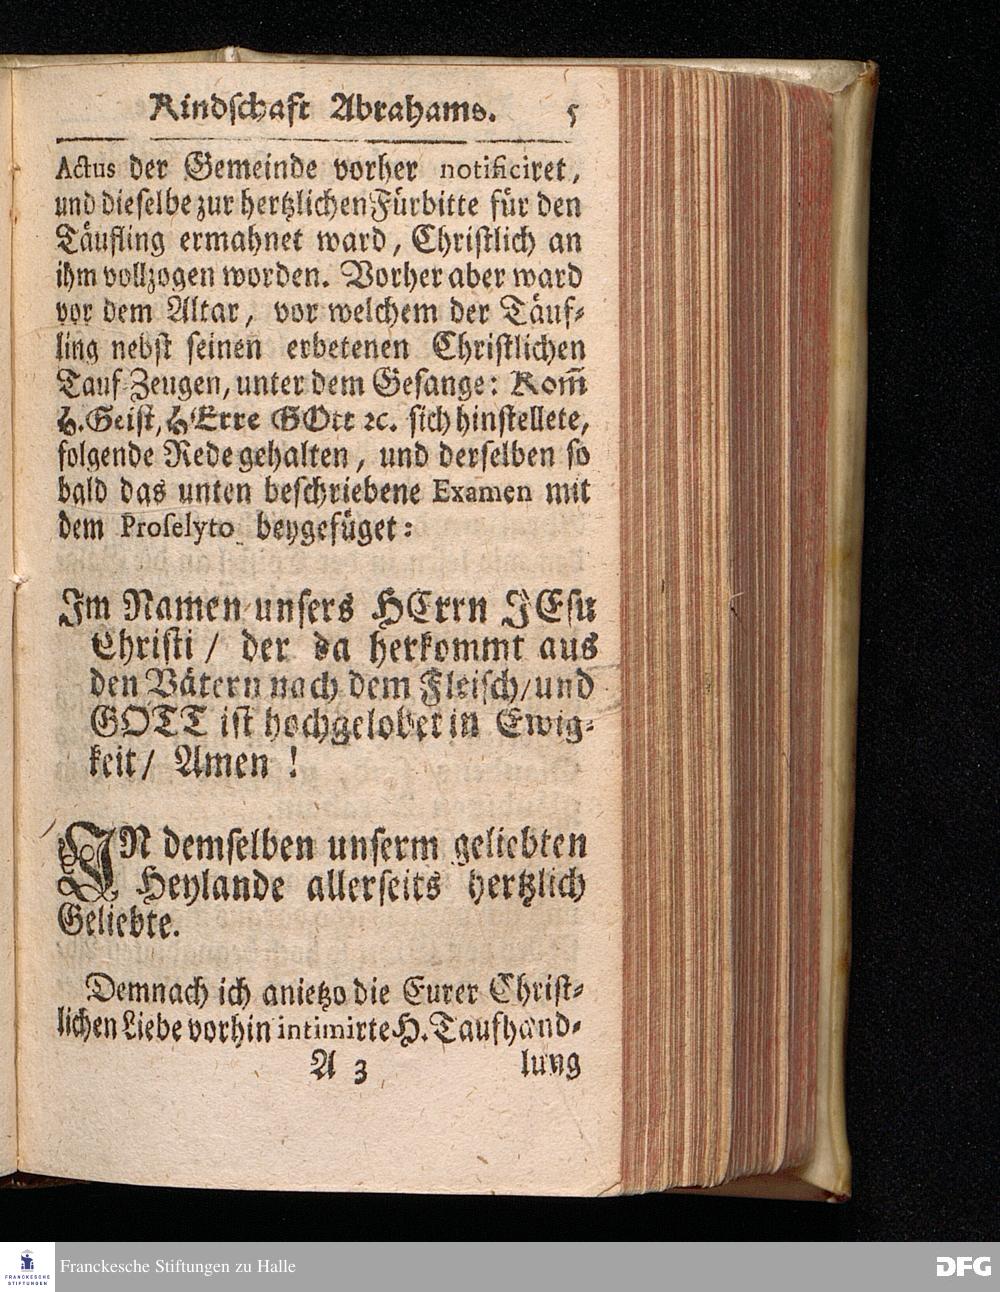 Kindschafft Abrahams. 5
Actus der Gemeinde vorher notificiret,
und dieselbe zur hertzlichen Fürbitte für den
Täufling ermahnet ward, Christlich an
ihm vollzogen worden. Vorher aber ward
vor dem Altar, vor welchem der Täuf-
ling nebst seinen erbetenen Christlichen
Tauf-Zeugen, unter dem Gesange: Kom̃
H. Geist, HErre GOtt ꝛc. sich hinstellete,
folgende Rede gehalten, und derselben so
bald das unten beschriebene Examen mit
dem Proselyto beygefüget:
Im Namen unsers HErrn JEsu
Christi / der da herkommt aus
den Vätern nach dem Fleisch / und
GOTT ist hochgelobet in Ewig-
keit / Amen !
IN demselben unserm geliebten
Heylande allerseits hertzlich
Geliebte.
Demnach ich anietzo die Eurer Christ-
lichen Liebe vorhin intimirte H. Taufhand-
A 3 lung
Franckesche Stiftungen zu Halle
FRANCKESCHE
STIFTUNGEN
DFG